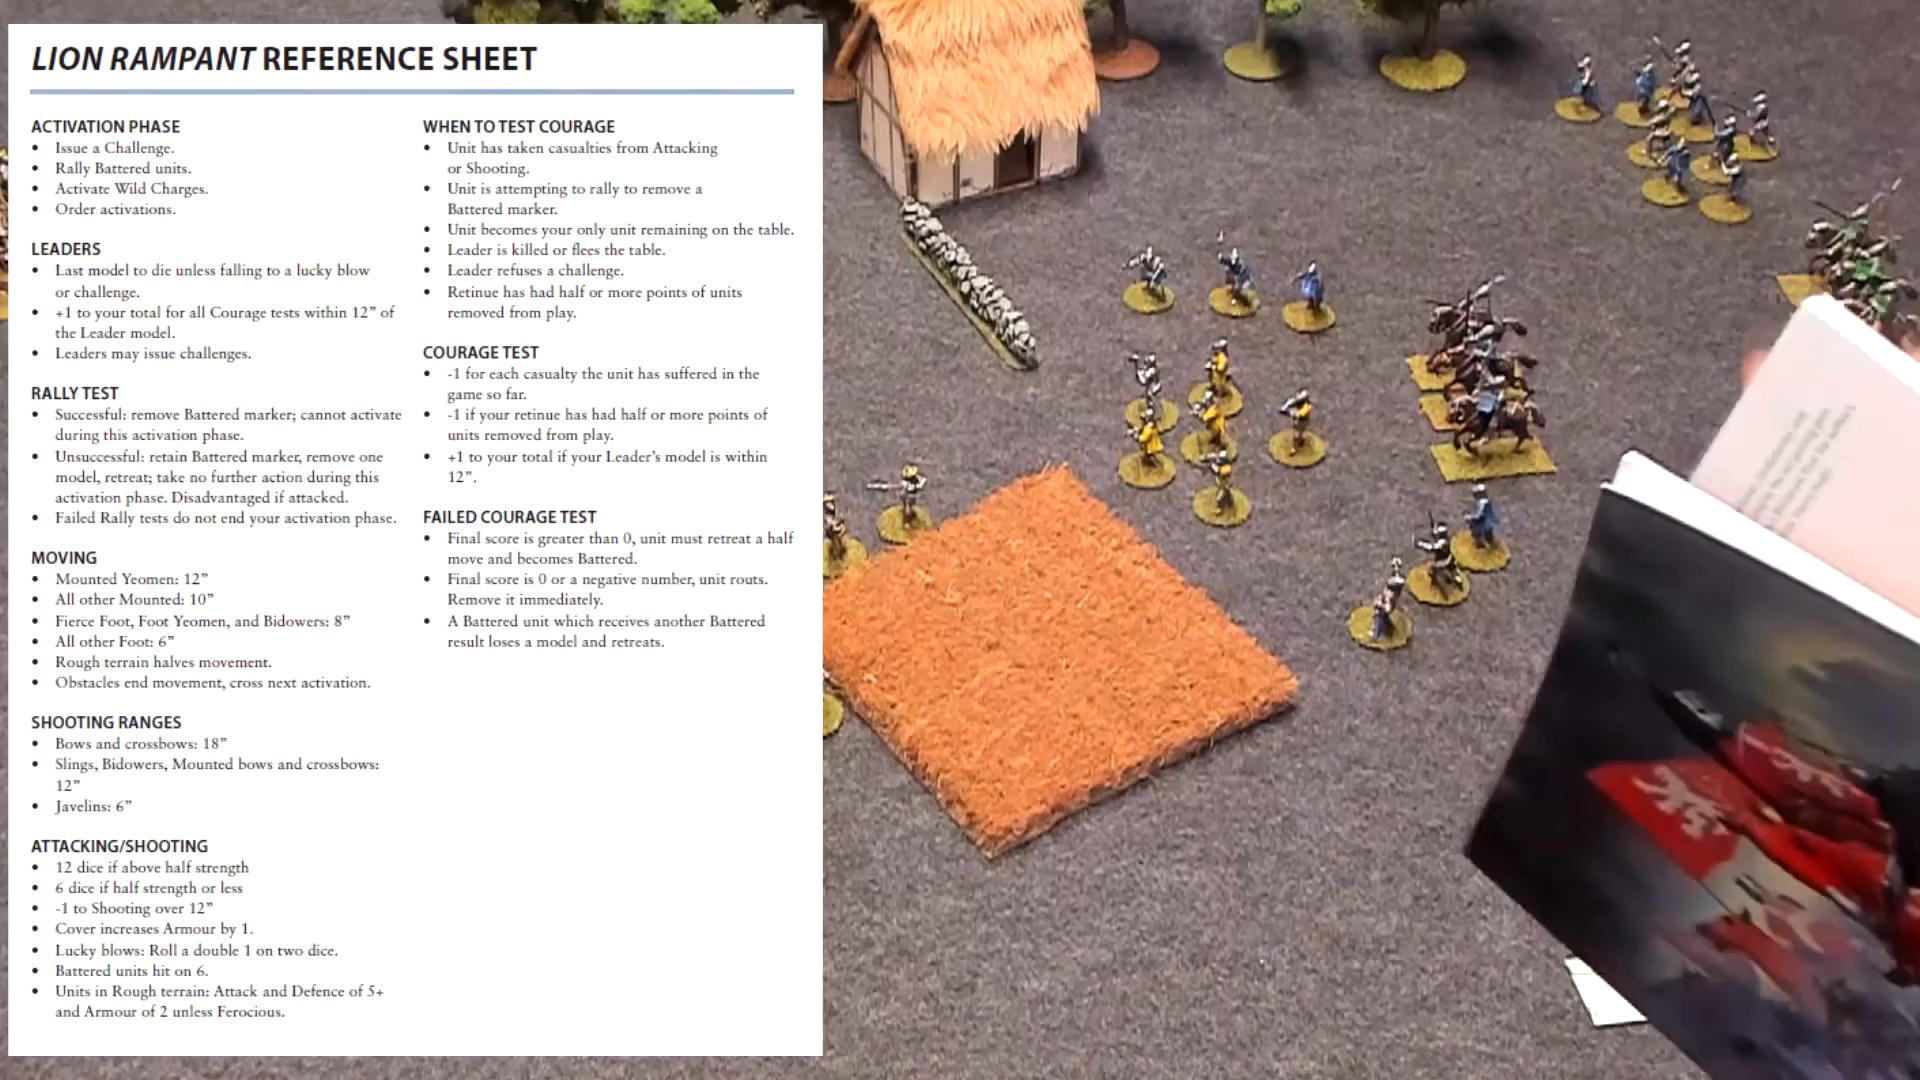 LION RAMPANT REFERENCE SHEET
ACTIVATION PHASE
• Issue a Challenge.
• Rally Battered units.
• Activate Wild Charges.
• Order activations.
LEADERS
• Last model to die unless falling to a lucky blow
or challenge.
• +1 to your total for all Courage tests within 12” of
the Leader model.
• Leaders may issue challenges.
RALLY TEST
• Successful: remove Battered marker; cannot activate
during this activation phase.
• Unsuccessful: retain Battered marker, remove one
model, retreat; take no further action during this
activation phase. Disadvantaged if attacked.
• Failed Rally tests do not end your activation phase.
MOVING
• Mounted Yeomen: 12”
• All other Mounted: 10”
• Fierce Foot, Foot Yeomen, and Bidowers: 8”
• All other Foot: 6”
• Rough terrain halves movement.
• Obstacles end movement, cross next activation.
SHOOTING RANGES
• Bows and crossbows: 18”
• Slings, Bidowers, Mounted bows and crossbows:
12”
• Javelins: 6”
ATTACKING/SHOOTING
• 12 dice if above half strength
• 6 dice if half strength or less
• -1 to Shooting over 12”
• Cover increases Armour by 1.
• Lucky blows: Roll a double 1 on two dice.
• Battered units hit on 6.
• Units in Rough terrain: Attack and Defence of 5+
and Armour of 2 unless Ferocious.
WHEN TO TEST COURAGE
• Unit has taken casualties from Attacking
or Shooting.
• Unit is attempting to rally to remove a
Battered marker.
• Unit becomes your only unit remaining on the table.
• Leader is killed or flees the table.
• Leader refuses a challenge.
• Retinue has had half or more points of units
removed from play.
COURAGE TEST
• -1 for each casualty the unit has suffered in the
game so far.
• -1 if your retinue has had half or more points of
units removed from play.
• +1 to your total if your Leader’s model is within
12”.
FAILED COURAGE TEST
• Final score is greater than 0, unit must retreat a half
move and becomes Battered.
• Final score is 0 or a negative number, unit routs.
Remove it immediately.
• A Battered unit which receives another Battered
result loses a model and retreats.